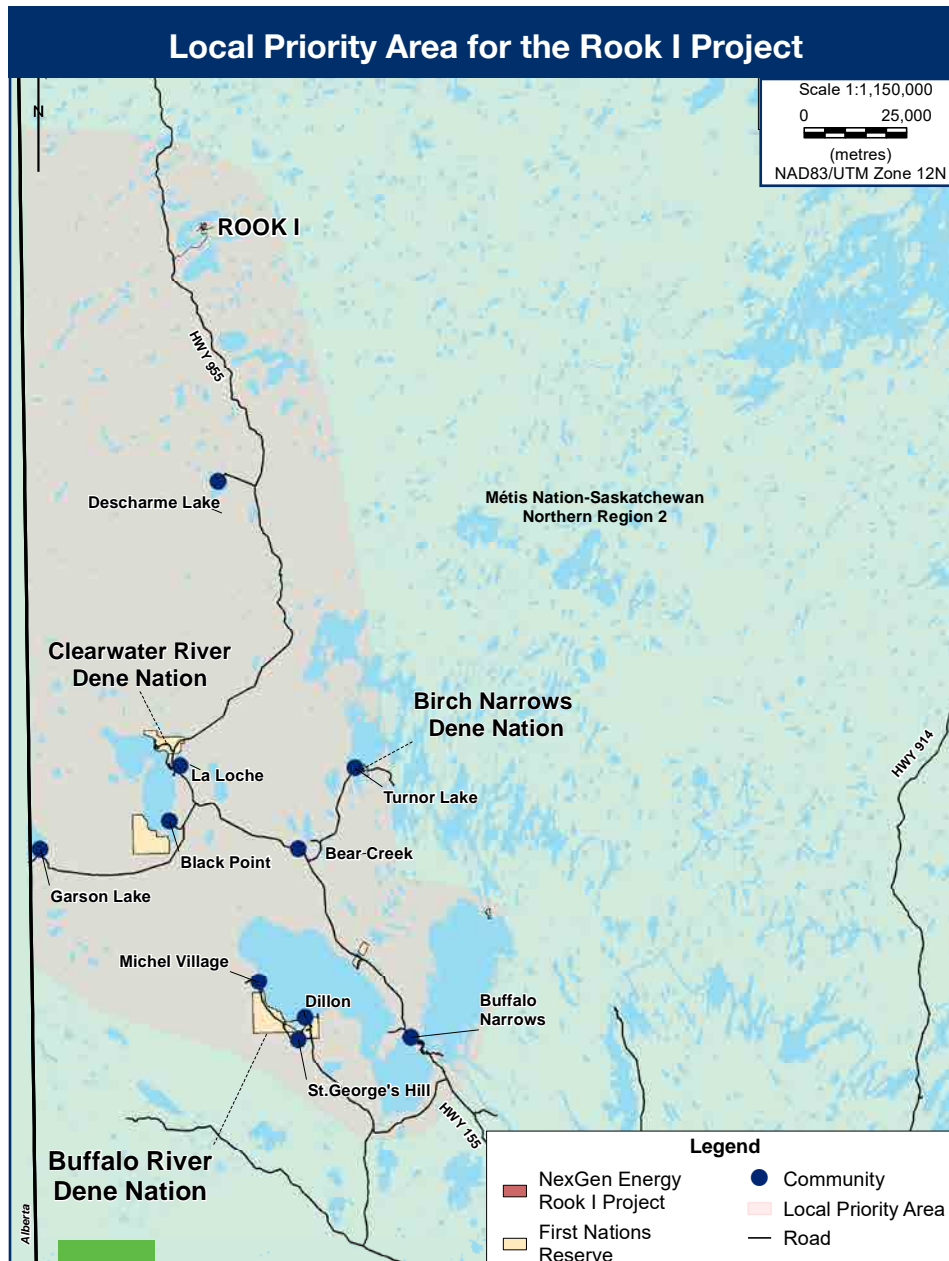 Local Priority Area for the Rook I Project
N
Scale 1:1,150,000
0 25,000
(metres)
NAD83/UTM Zone 12N
ROOK I
HWY 955
Descharme Lake
Métis Nation-Saskatchewan
Northern Region 2
Clearwater River
Dene Nation
Birch Narrows
Dene Nation
HWY 914
La Loche
Turnor Lake
Black Point
Bear-Creek
Garson Lake
Michel Village
Dillon
Buffalo
Narrows
St.George's Hill
HWY 155
Buffalo River
Dene Nation
Alberta
Legend
NexGen Energy
Rook I Project
First Nations
Reserve
Community
Local Priority Area
Road